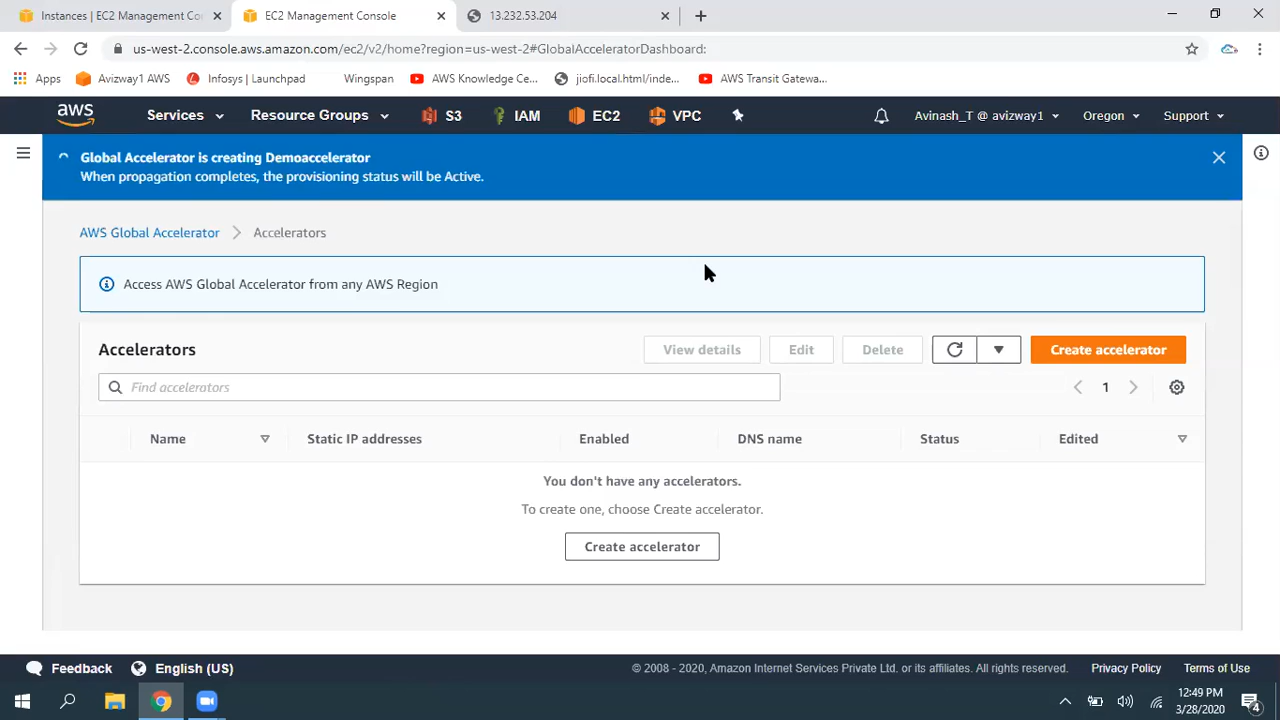 Instances | EC2 Management Co
EC2 Management Console
13.232.53.204
us-west-2.console.aws.amazon.com/ec2/v2/home?region=us-west-2#GlobalAcceleratorDashboard:
Apps
Avizway1 AWS
Infosys | Launchpad
Wingspan
AWS Knowledge Ce...
jiofi.local.html/inde...
AWS Transit Gatewa...
aws
Services
Resource Groups
S3
IAM
EC2
VPC
Avinash_T @ avizway1
Oregon
Support
Global Accelerator is creating Demoaccelerator
When propagation completes, the provisioning status will be Active.
AWS Global Accelerator
Accelerators
Access AWS Global Accelerator from any AWS Region
Accelerators
View details
Edit
Delete
Create accelerator
Find accelerators
1
Name
Static IP addresses
Enabled
DNS name
Status
Edited
You don't have any accelerators.
To create one, choose Create accelerator.
Create accelerator
Feedback
English (US)
© 2008 - 2020, Amazon Internet Services Private Ltd. or its affiliates. All rights reserved.
Privacy Policy
Terms of Use
12:49 PM
3/28/2020
4